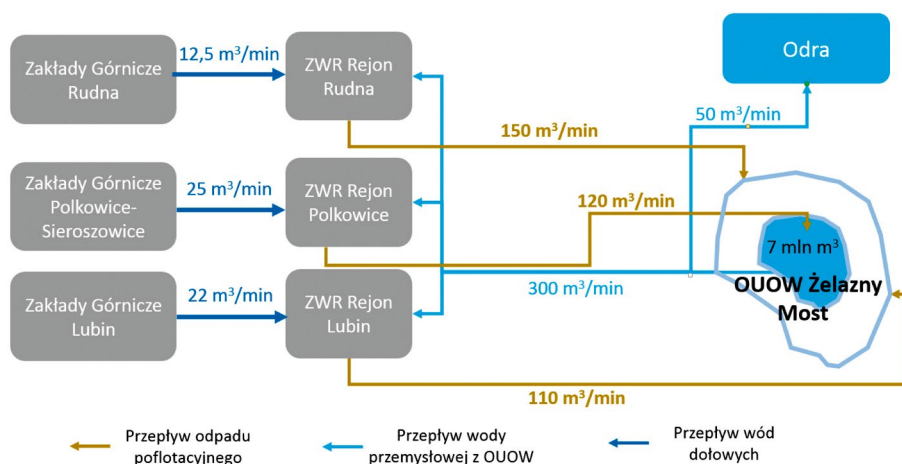 Zakłady Górnicze
Rudna
12,5 m³/min
ZWR Rejon
Rudna
Odra
50 m³/min
150 m³/min
Zakłady Górnicze
Polkowice-
Sieroszowice
25 m³/min
ZWR Rejon
Polkowice
120 m³/min
7 mln m³
OUOW Żelazny
Most
300 m³/min
Zakłady Górnicze
Lubin
22 m³/min
ZWR Rejon
Lubin
110 m³/min
Przepływ odpadu
poflotacyjnego
Przepływ wody
przemysłowej z OUOW
Przepływ wód
dołowych